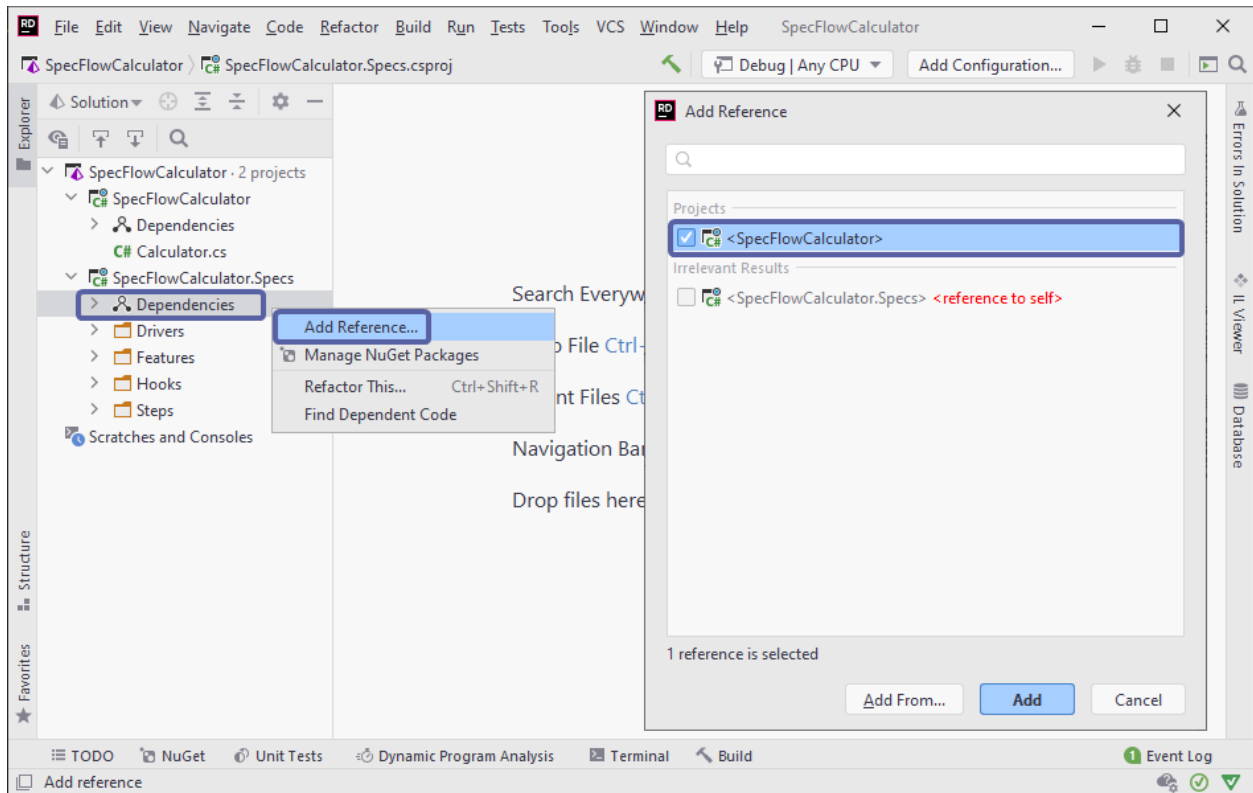 RD File Edit View Navigate Code Refactor Build Run Tests Tools VCS Window Help SpecFlowCalculator
SpecFlowCalculator SpecFlowCalculator.Specs.csproj Debug | Any CPU Add Configuration...
Explorer
Solution
SpecFlowCalculator · 2 projects
C# SpecFlowCalculator
Dependencies
C# Calculator.cs
C# SpecFlowCalculator.Specs
Dependencies
Drivers
Features
Hooks
Steps
Scratches and Consoles
Add Reference...
Manage NuGet Packages
Refactor This... Ctrl+Shift+R
Find Dependent Code
Search Everyw
File Ctrl-
nt Files Ct
Navigation Bar
Drop files here
RD Add Reference
Projects
C# <SpecFlowCalculator>
Irrelevant Results
C# <SpecFlowCalculator.Specs> <reference to self>
1 reference is selected
Add From... Add Cancel
Errors In Solution
IL Viewer
Database
Structure
Favorites
TODO NuGet Unit Tests Dynamic Program Analysis Terminal Build 1 Event Log
Add reference